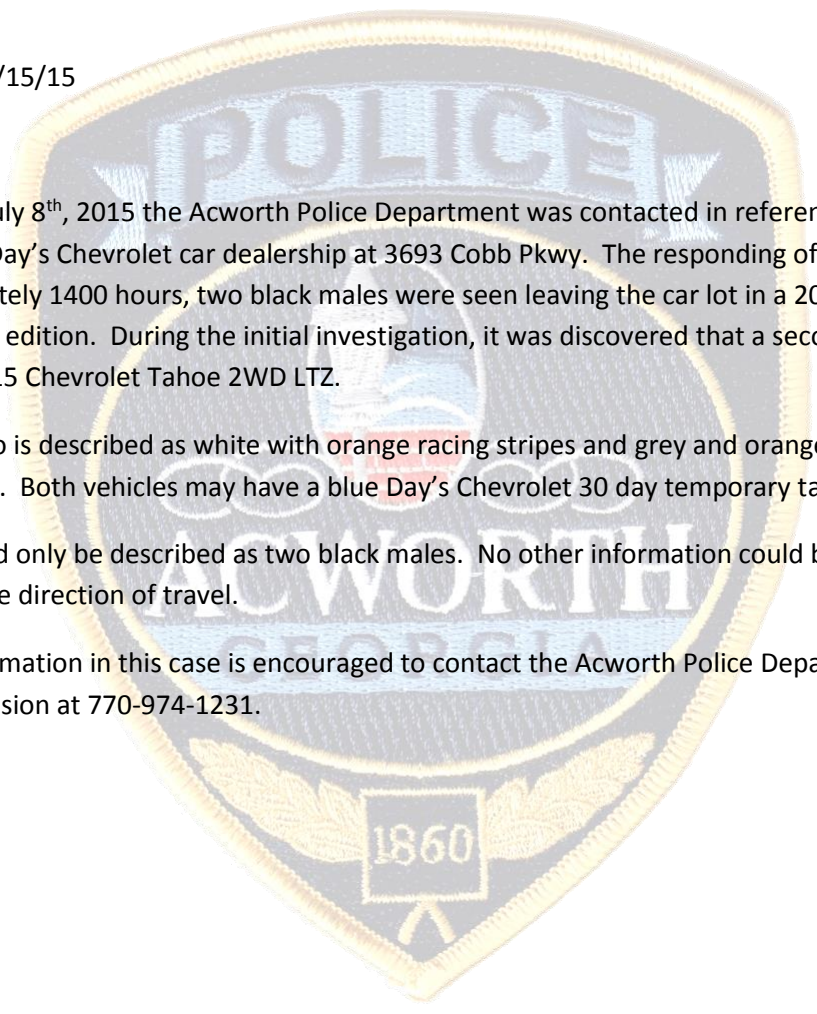 /15/15
uly 8th, 2015 the Acworth Police Department was contacted in referen
Day’s Chevrolet car dealership at 3693 Cobb Pkwy.  The responding of
tely 1400 hours, two black males were seen leaving the car lot in a 20
edition.  During the initial investigation, it was discovered that a seco
15 Chevrolet Tahoe 2WD LTZ.
o is described as white with orange racing stripes and grey and orange
.  Both vehicles may have a blue Day’s Chevrolet 30 day temporary ta
d only be described as two black males.  No other information could b
e direction of travel.
rmation in this case is encouraged to contact the Acworth Police Depa
sion at 770-974-1231.
POLICE
ACWORTH
GEORGIA
1860